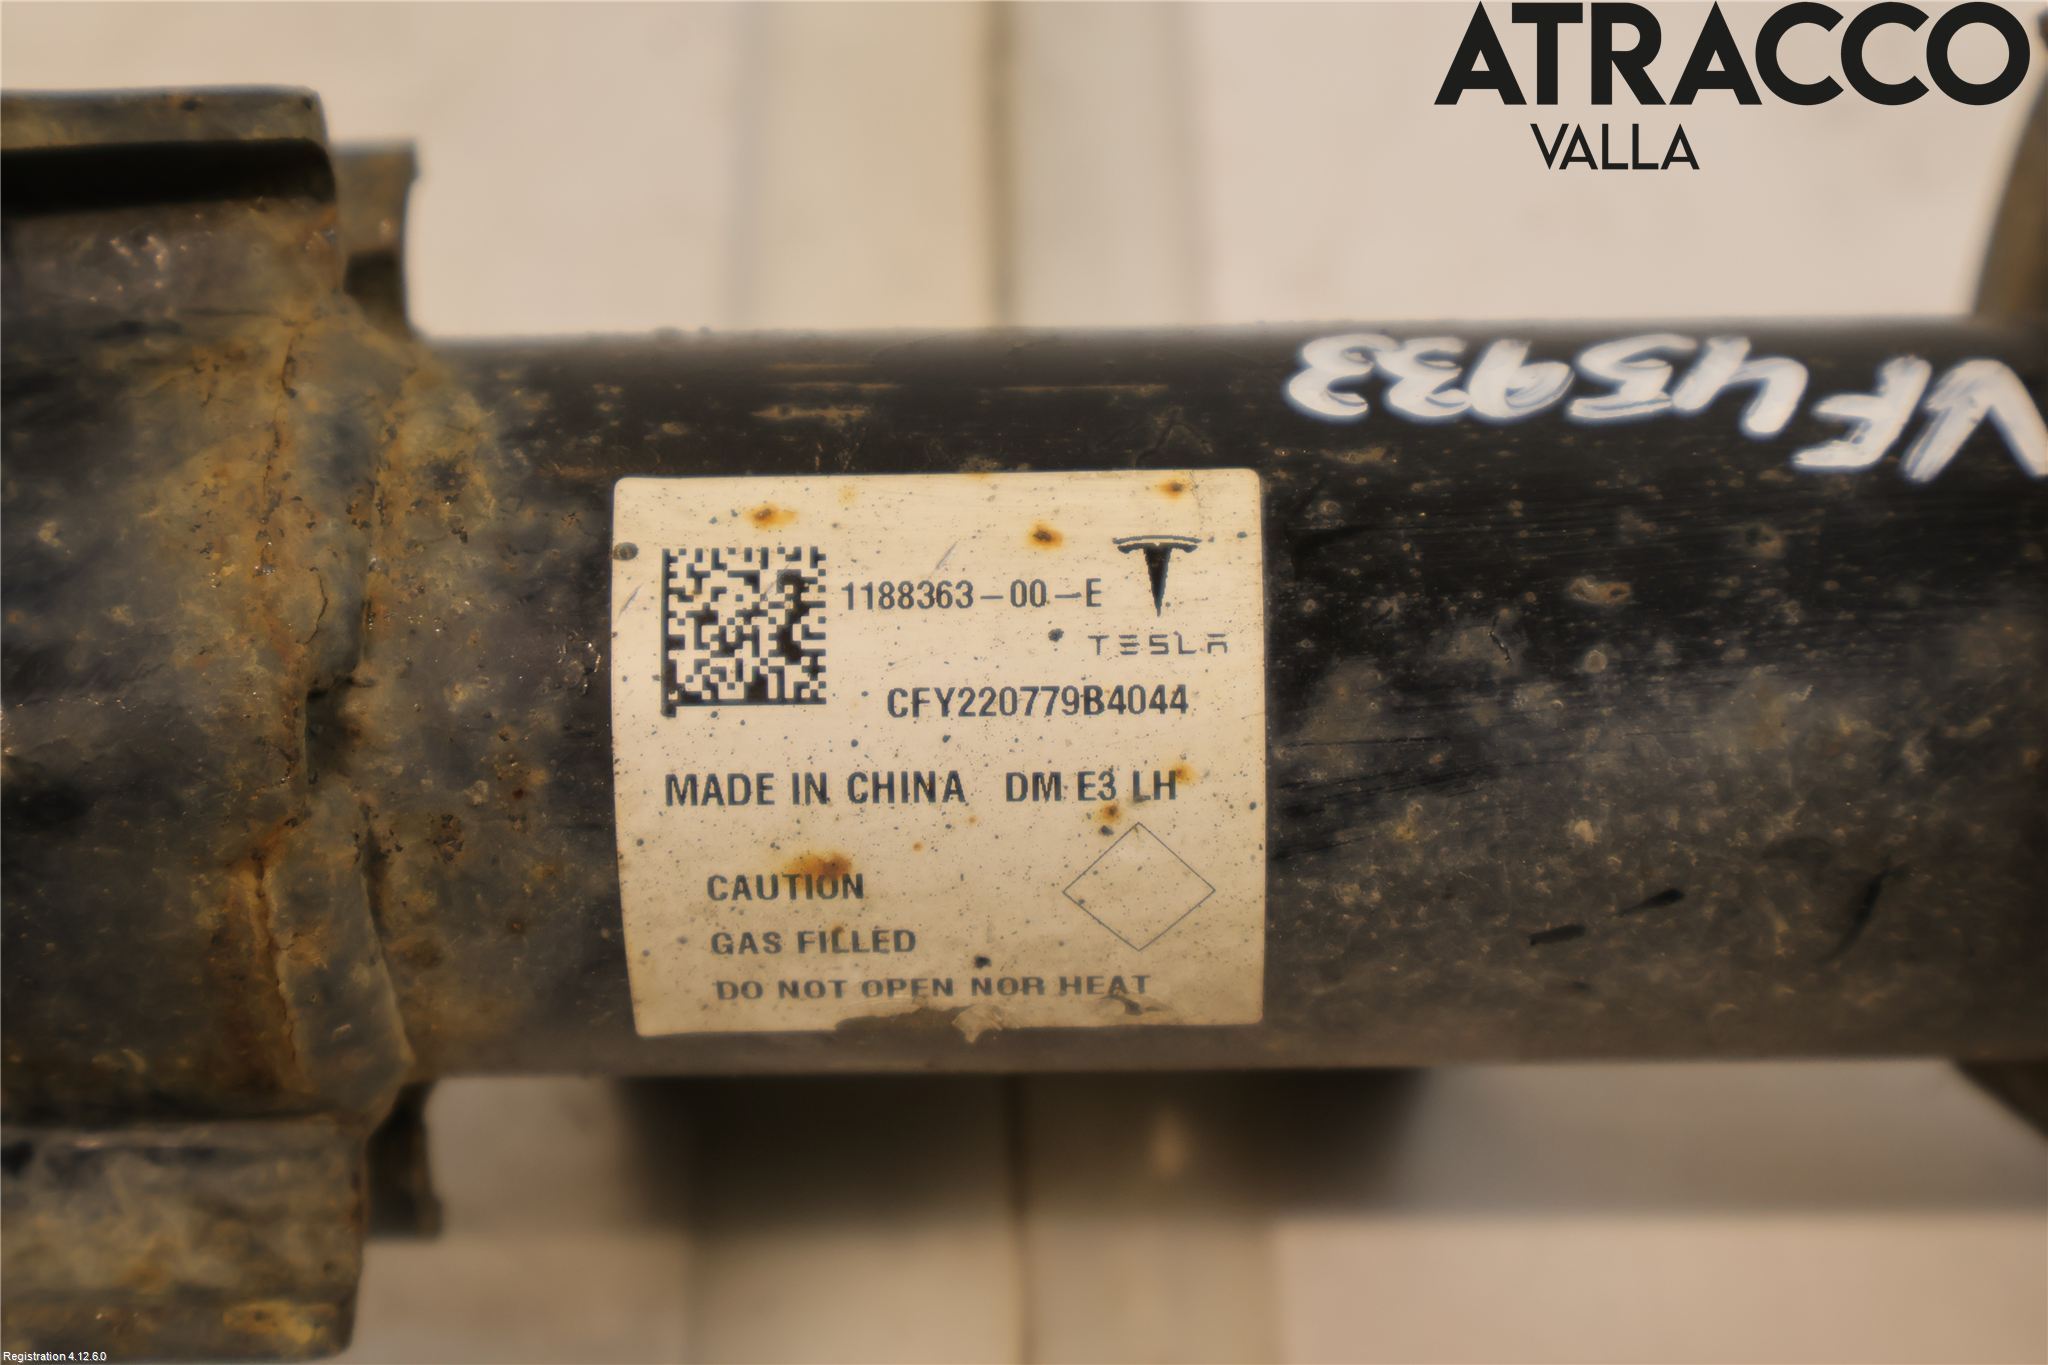 ATRACCO
VALLA
VF45933
1188363-00-E
TESLA
CFY220779B4044
MADE IN CHINA DM E3 LH
CAUTION
GAS FILLED
DO NOT OPEN NOR HEAT
Registration 4.12.6.0